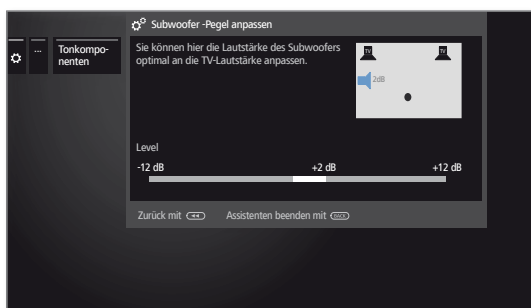 Subwoofer -Pegel anpassen
...
Tonkompo-
nenten
Sie können hier die Lautstärke des Subwoofers
optimal an die TV-Lautstärke anpassen.
TV
TV
2dB
Level
-12 dB
+2 dB
+12 dB
Zurück mit
Assistenten beenden mit BACK